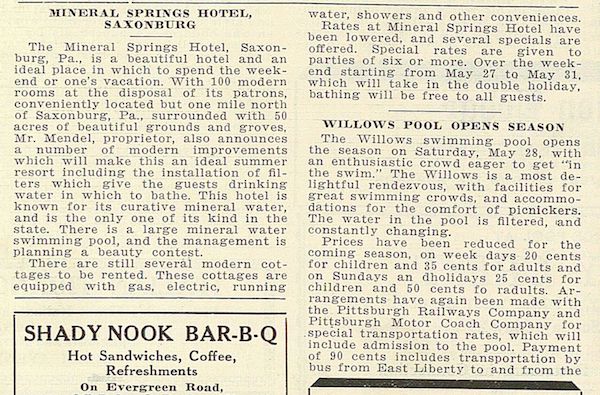 MINERAL SPRINGS HOTEL,
SAXONBURG
The Mineral Springs Hotel, Saxon-
burg, Pa., is a beautiful hotel and an
ideal place in which to spend the week-
end or one's vacation. With 100 modern
rooms at the disposal of its patrons,
conveniently located but one mile north
of Saxonburg, Pa., surrounded with 50
acres of beautiful grounds and groves,
Mr. Mendel, proprietor, also announces
a number of modern improvements
which will make this an ideal summer
resort including the installation of fil-
ters which give the guests drinking
water in which to bathe. This hotel is
known for its curative mineral water,
and is the only one of its kind in the
state. There is a large mineral water
swimming pool, and the management is
planning a beauty contest.
There are still several modern cot-
tages to be rented. These cottages are
equipped with gas, electric, running
SHADY NOOK BAR-B-Q
Hot Sandwiches, Coffee,
Refreshments
On Evergreen Road,
water, showers and other conveniences.
Rates at Mineral Springs Hotel have
been lowered, and several specials are
offered. Special rates are given to
parties of six or more. Over the week-
end starting from May 27 to May 31,
which will take in the double holiday,
bathing will be free to all guests.
WILLOWS POOL OPENS SEASON
The Willows swimming pool opens
the season on Saturday, May 28, with
an enthusiastic crowd eager to get "in
the swim." The Willows is a most de-
lightful rendezvous, with facilities for
great swimming crowds, and accommo-
dations for the comfort of picnickers.
The water in the pool is filtered, and
constantly changing.
Prices have been reduced for the
coming season, on week days 20 cents
for children and 35 cents for adults and
on Sundays an dholidays 25 cents for
children and 50 cents fo radults. Ar-
rangements have again been made with
the Pittsburgh Railways Company and
Pittsburgh Motor Coach Company for
special transportation rates, which will
include admission to the pool. Payment
of 90 cents includes transportation by
bus from East Liberty to and from the